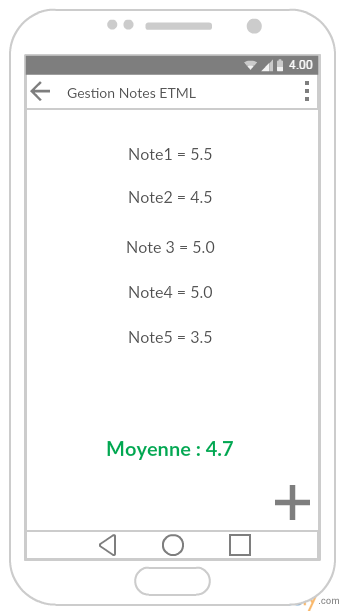 4.00
Gestion Notes ETML
Note1 = 5.5
Note2 = 4.5
Note 3 = 5.0
Note4 = 5.0
Note5 = 3.5
Moyenne : 4.7
.com